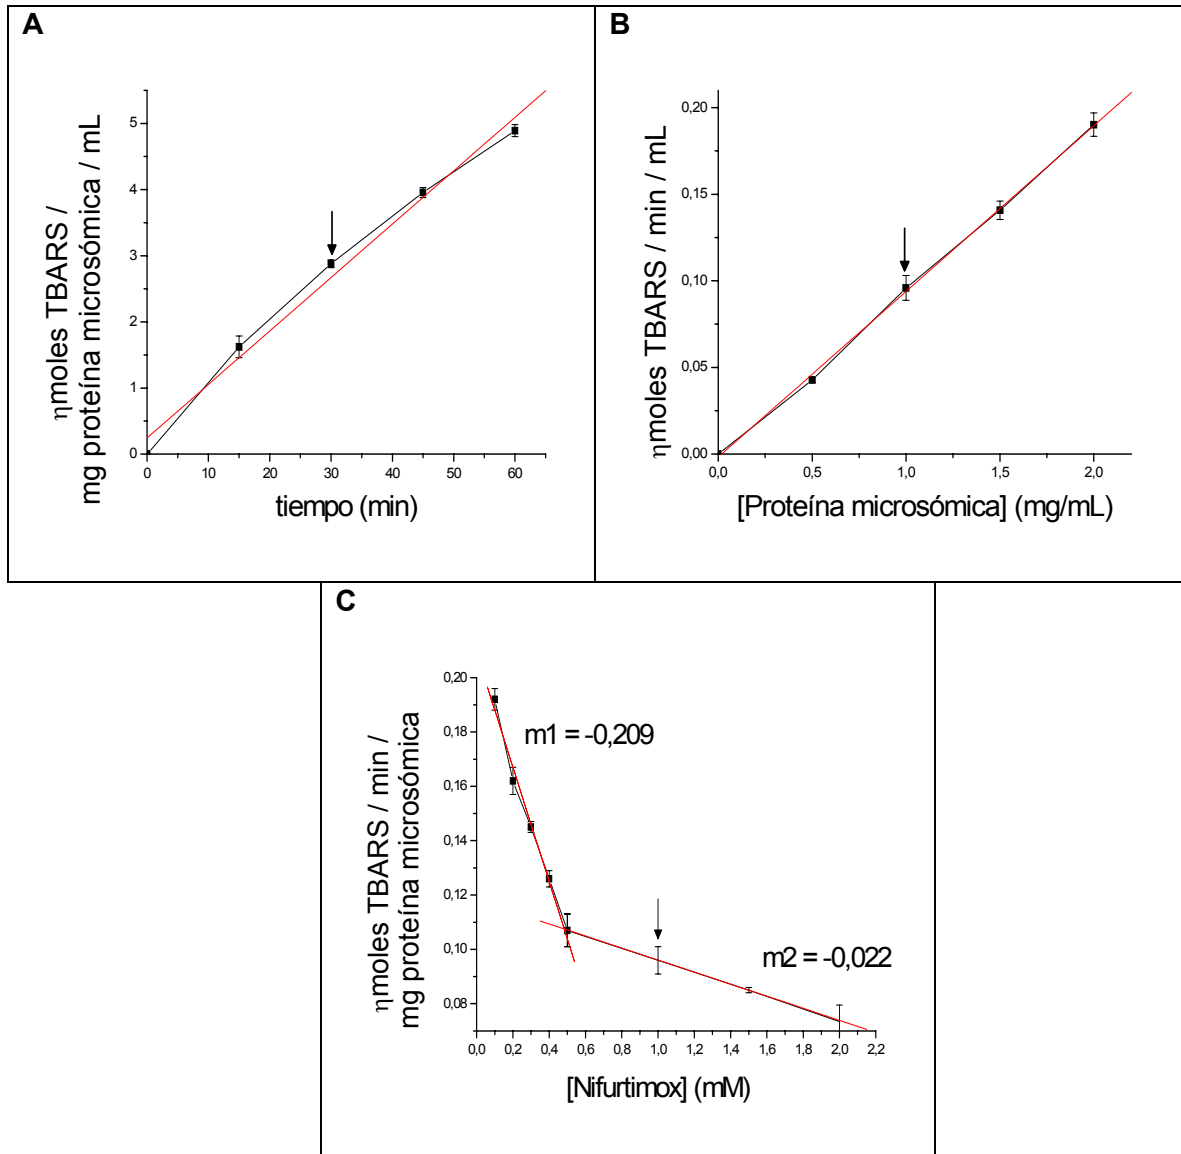 A
ηmoles TBARS /
mg proteína microsómica / mL
5
4
3
2
1
0
0 10 20 30 40 50 60
tiempo (min)
B
ηmoles TBARS / min / mL
0,20
0,15
0,10
0,05
0,00
0,0 0,5 1,0 1,5 2,0
[Proteína microsómica] (mg/mL)
C
ηmoles TBARS / min /
mg proteína microsómica
0,20
0,18
0,16
0,14
0,12
0,10
0,08
m1 = -0,209
m2 = -0,022
0,0 0,2 0,4 0,6 0,8 1,0 1,2 1,4 1,6 1,8 2,0 2,2
[Nifurtimox] (mM)